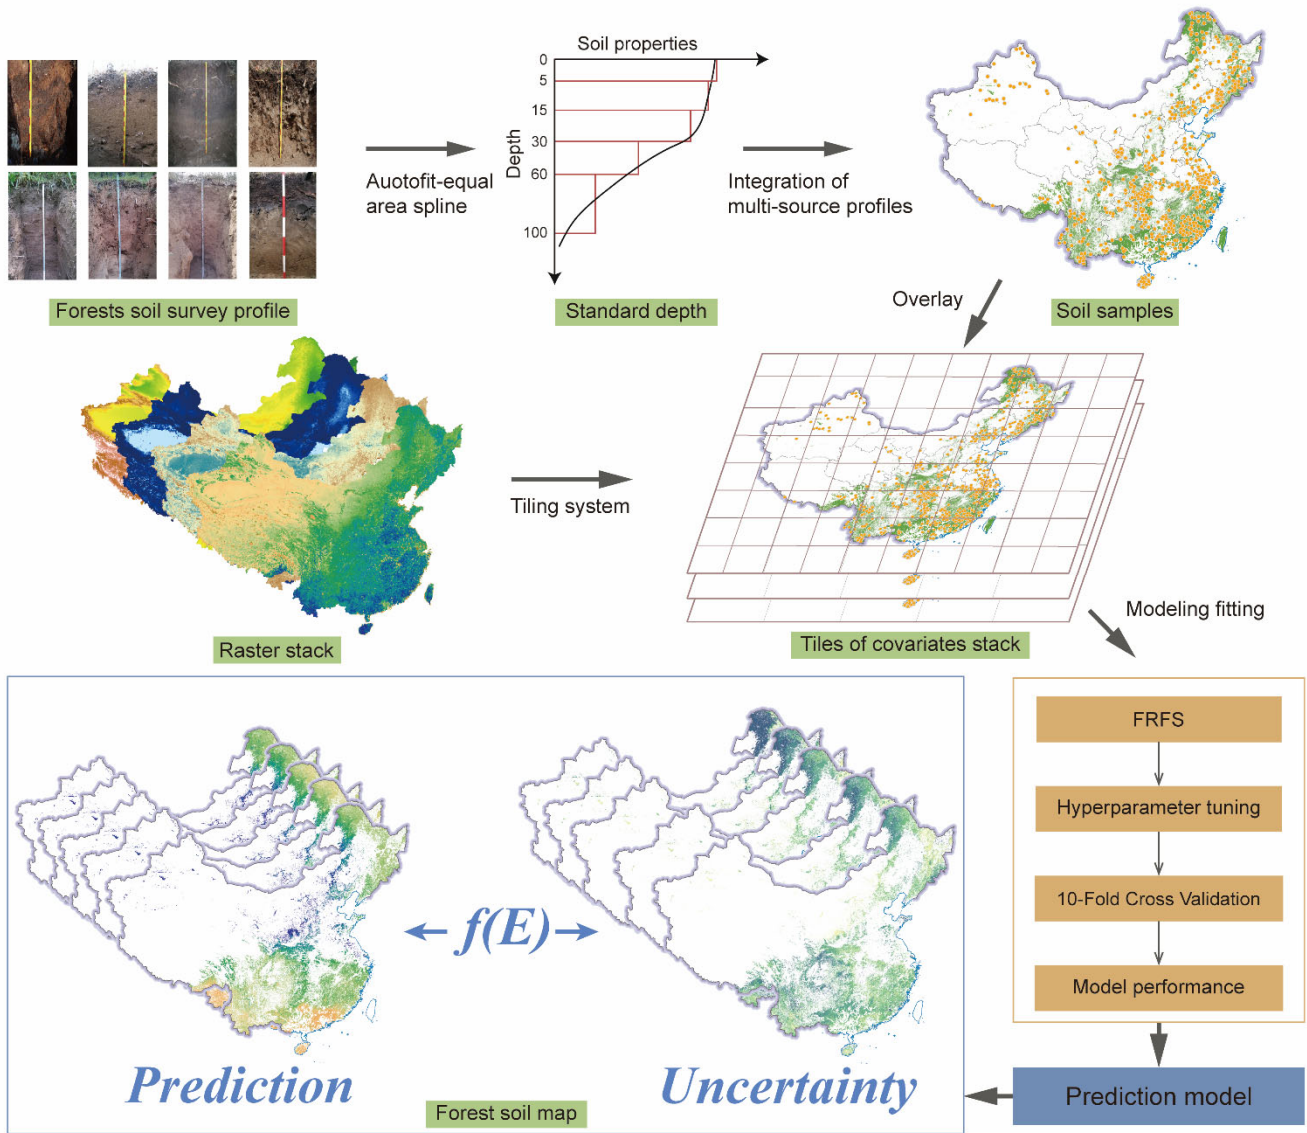 Soil properties
0
5
15
30
60
100
Depth
Auotofit-equal
area spline
Integration of
multi-source profiles
Forests soil survey profile
Standard depth
Soil samples
Overlay
Tiling system
Raster stack
Tiles of covariates stack
Modeling fitting
FRFS
Hyperparameter tuning
10-Fold Cross Validation
Model performance
Prediction model
f(E)
Prediction
Uncertainty
Forest soil map